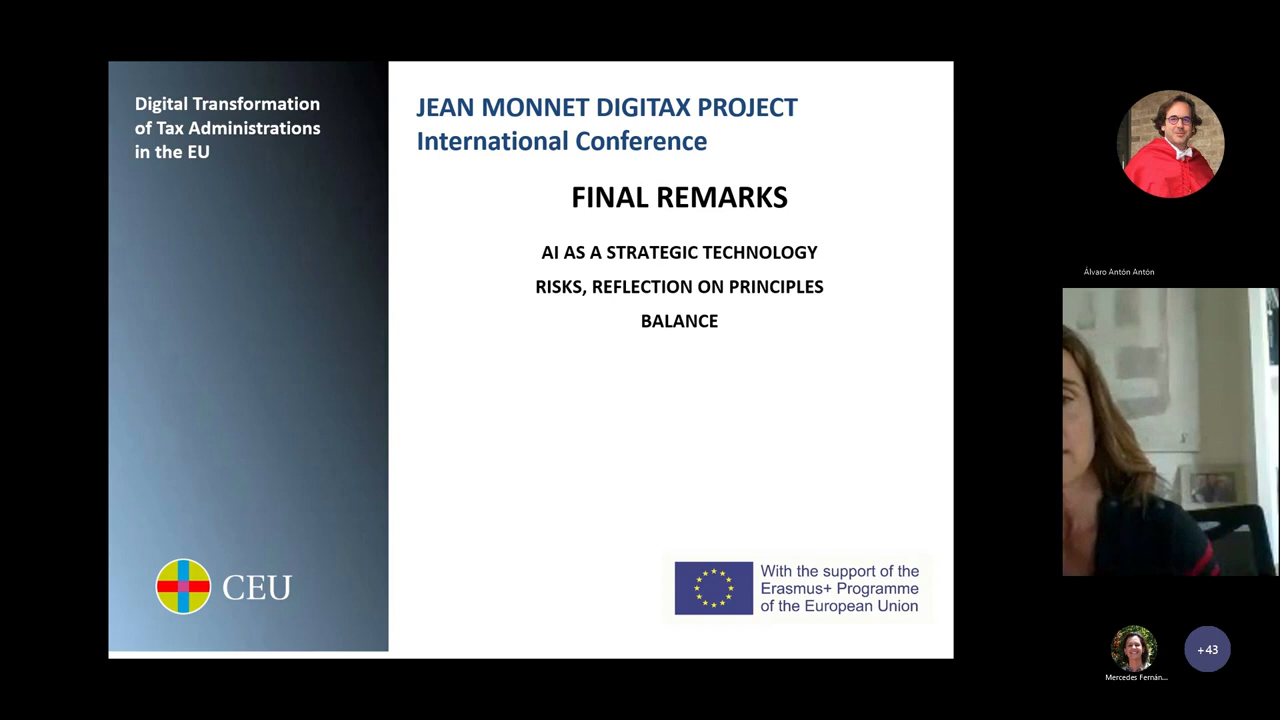 Digital Transformation
of Tax Administrations
in the EU
JEAN MONNET DIGITAX PROJECT
International Conference
FINAL REMARKS
AI AS A STRATEGIC TECHNOLOGY
RISKS, REFLECTION ON PRINCIPLES
BALANCE
CEU
With the support of the
Erasmus+ Programme
of the European Union
Álvaro Antón Antón
Mercedes Fernán...
+43